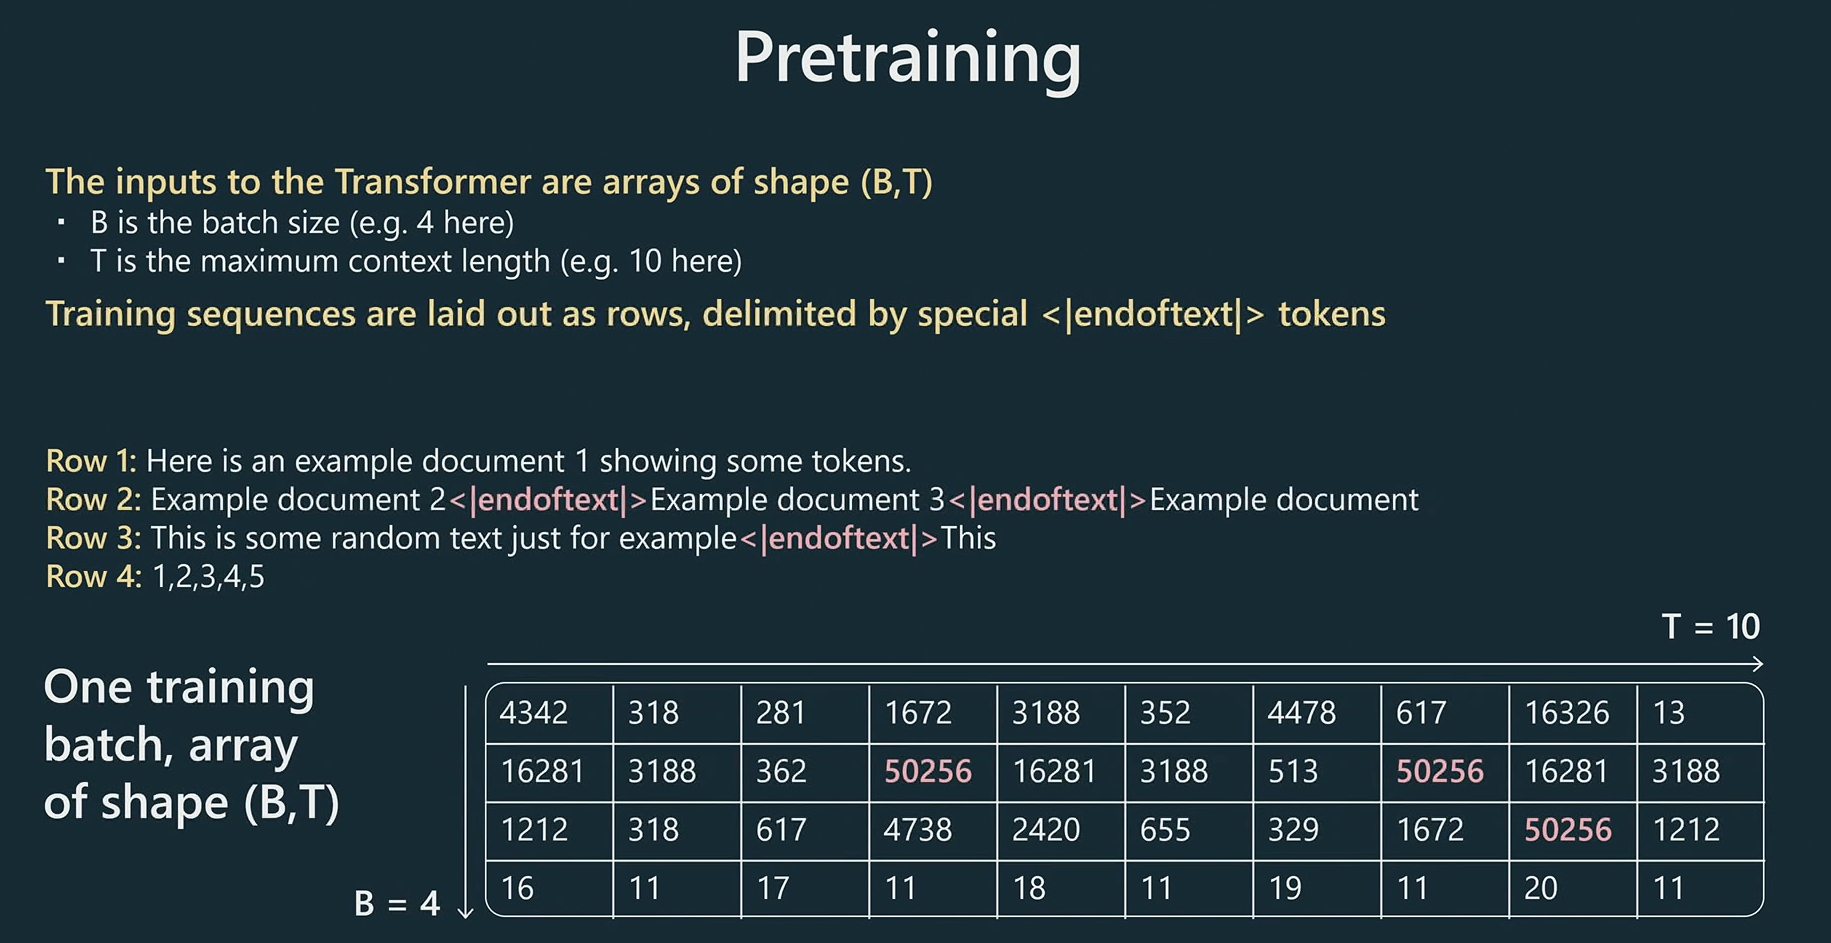 Pretraining
The inputs to the Transformer are arrays of shape (B,T)
· B is the batch size (e.g. 4 here)
· T is the maximum context length (e.g. 10 here)
Training sequences are laid out as rows, delimited by special <|endoftext|> tokens
Row 1: Here is an example document 1 showing some tokens.
Row 2: Example document 2<|endoftext|>Example document 3<|endoftext|>Example document
Row 3: This is some random text just for example<|endoftext|>This
Row 4: 1,2,3,4,5
T = 10
One training
batch, array
of shape (B,T)
B = 4
4342 318 281 1672 3188 352 4478 617 16326 13
16281 3188 362 50256 16281 3188 513 50256 16281 3188
1212 318 617 4738 2420 655 329 1672 50256 1212
16 11 17 11 18 11 19 11 20 11